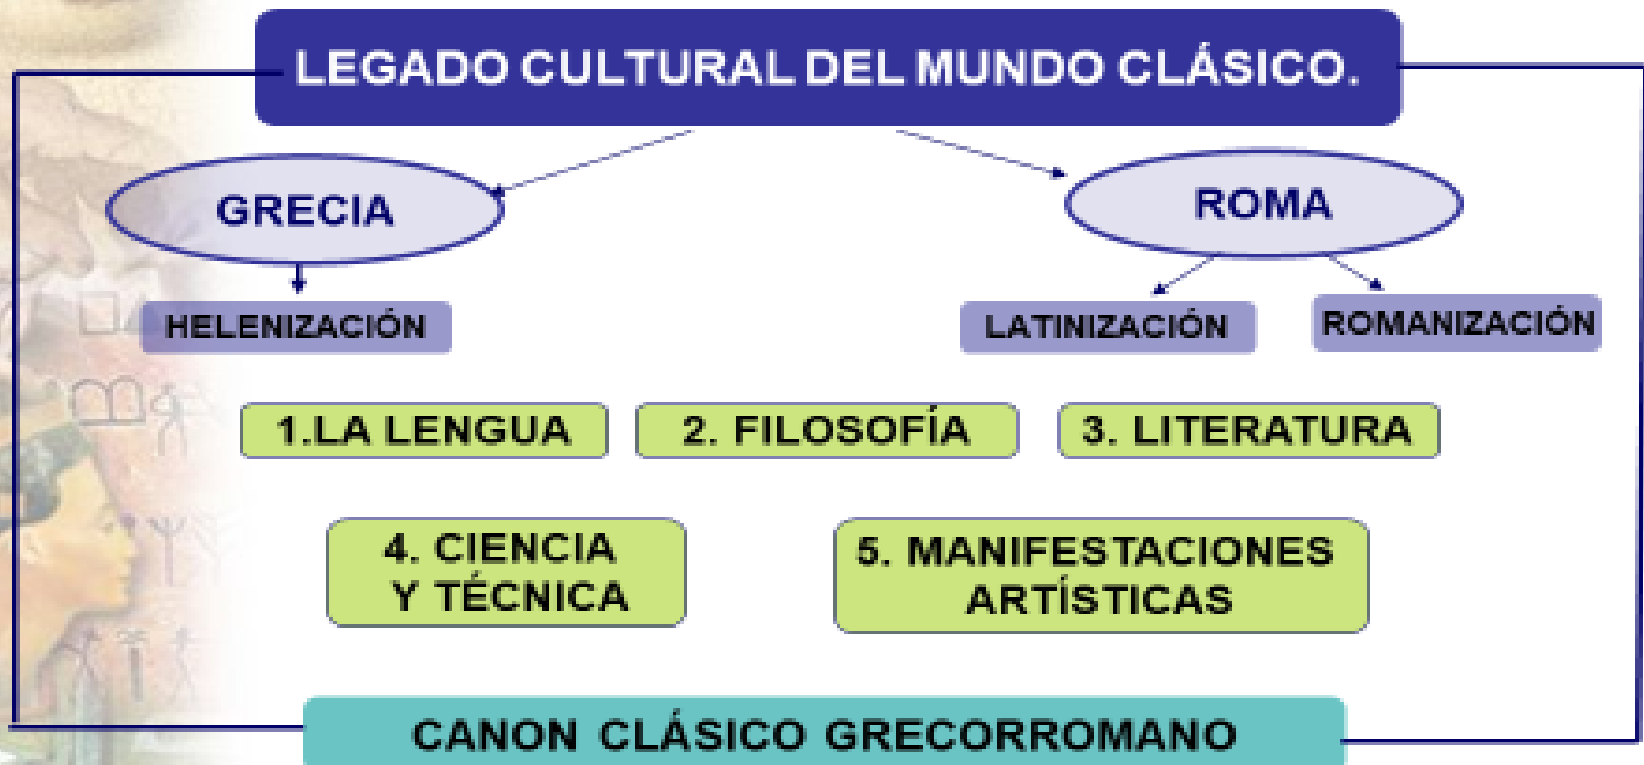 LEGADO CULTURAL DEL MUNDO CLÁSICO.
GRECIA
ROMA
HELENIZACIÓN
LATINIZACIÓN
ROMANIZACIÓN
1.LA LENGUA
2. FILOSOFÍA
3. LITERATURA
4. CIENCIA
Y TÉCNICA
5. MANIFESTACIONES
ARTÍSTICAS
CANON CLÁSICO GRECORROMANO